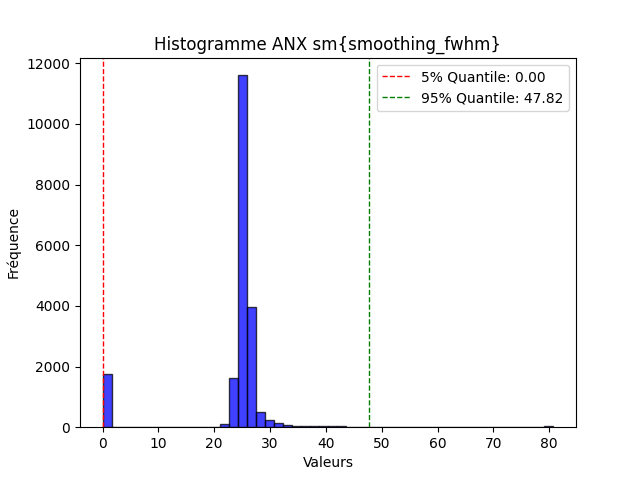 Histogramme ANX sm{smoothing_fwhm}
5% Quantile: 0.00
95% Quantile: 47.82
12000
10000
8000
6000
4000
2000
0
Fréquence
0 10 20 30 40 50 60 70 80
Valeurs